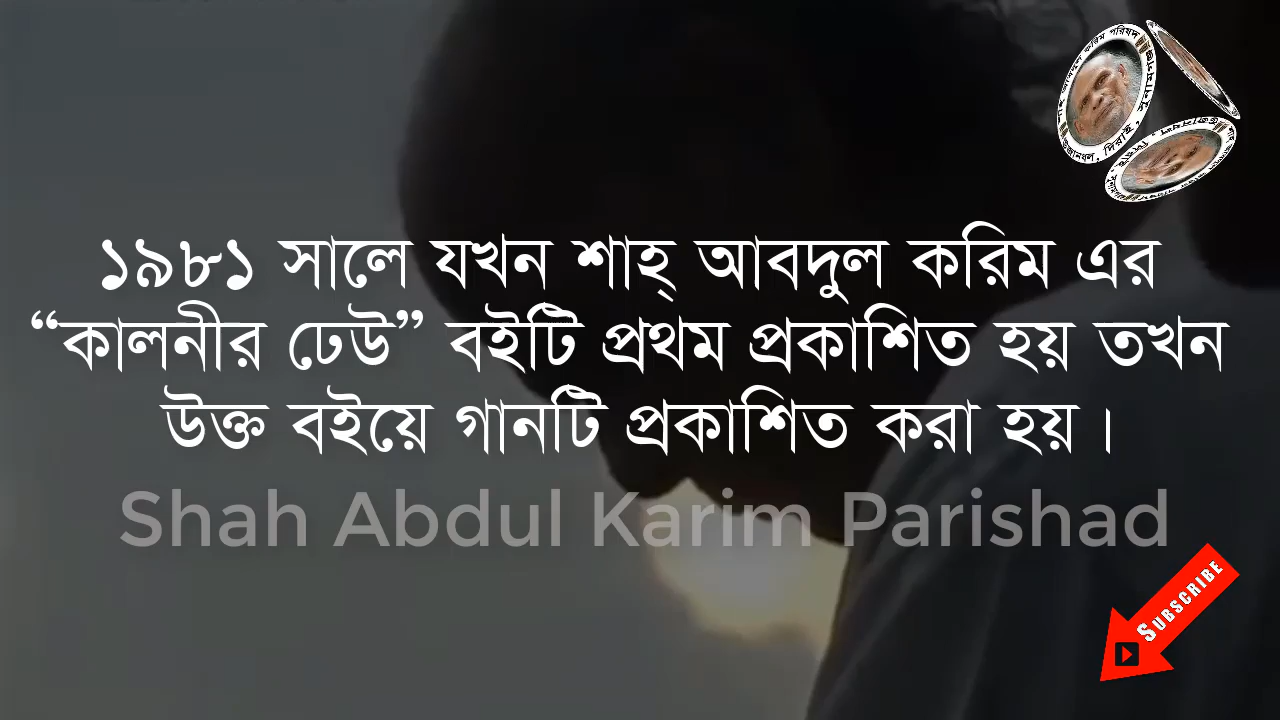 ১৯৮১ সালে যখন শাহ্ আবদুল করিম এর
“কালনীর ঢেউ” বইটি প্রথম প্রকাশিত হয় তখন
উক্ত বইয়ে গানটি প্রকাশিত করা হয়।
Shah Abdul Karim Parishad
SUBSCRIBE